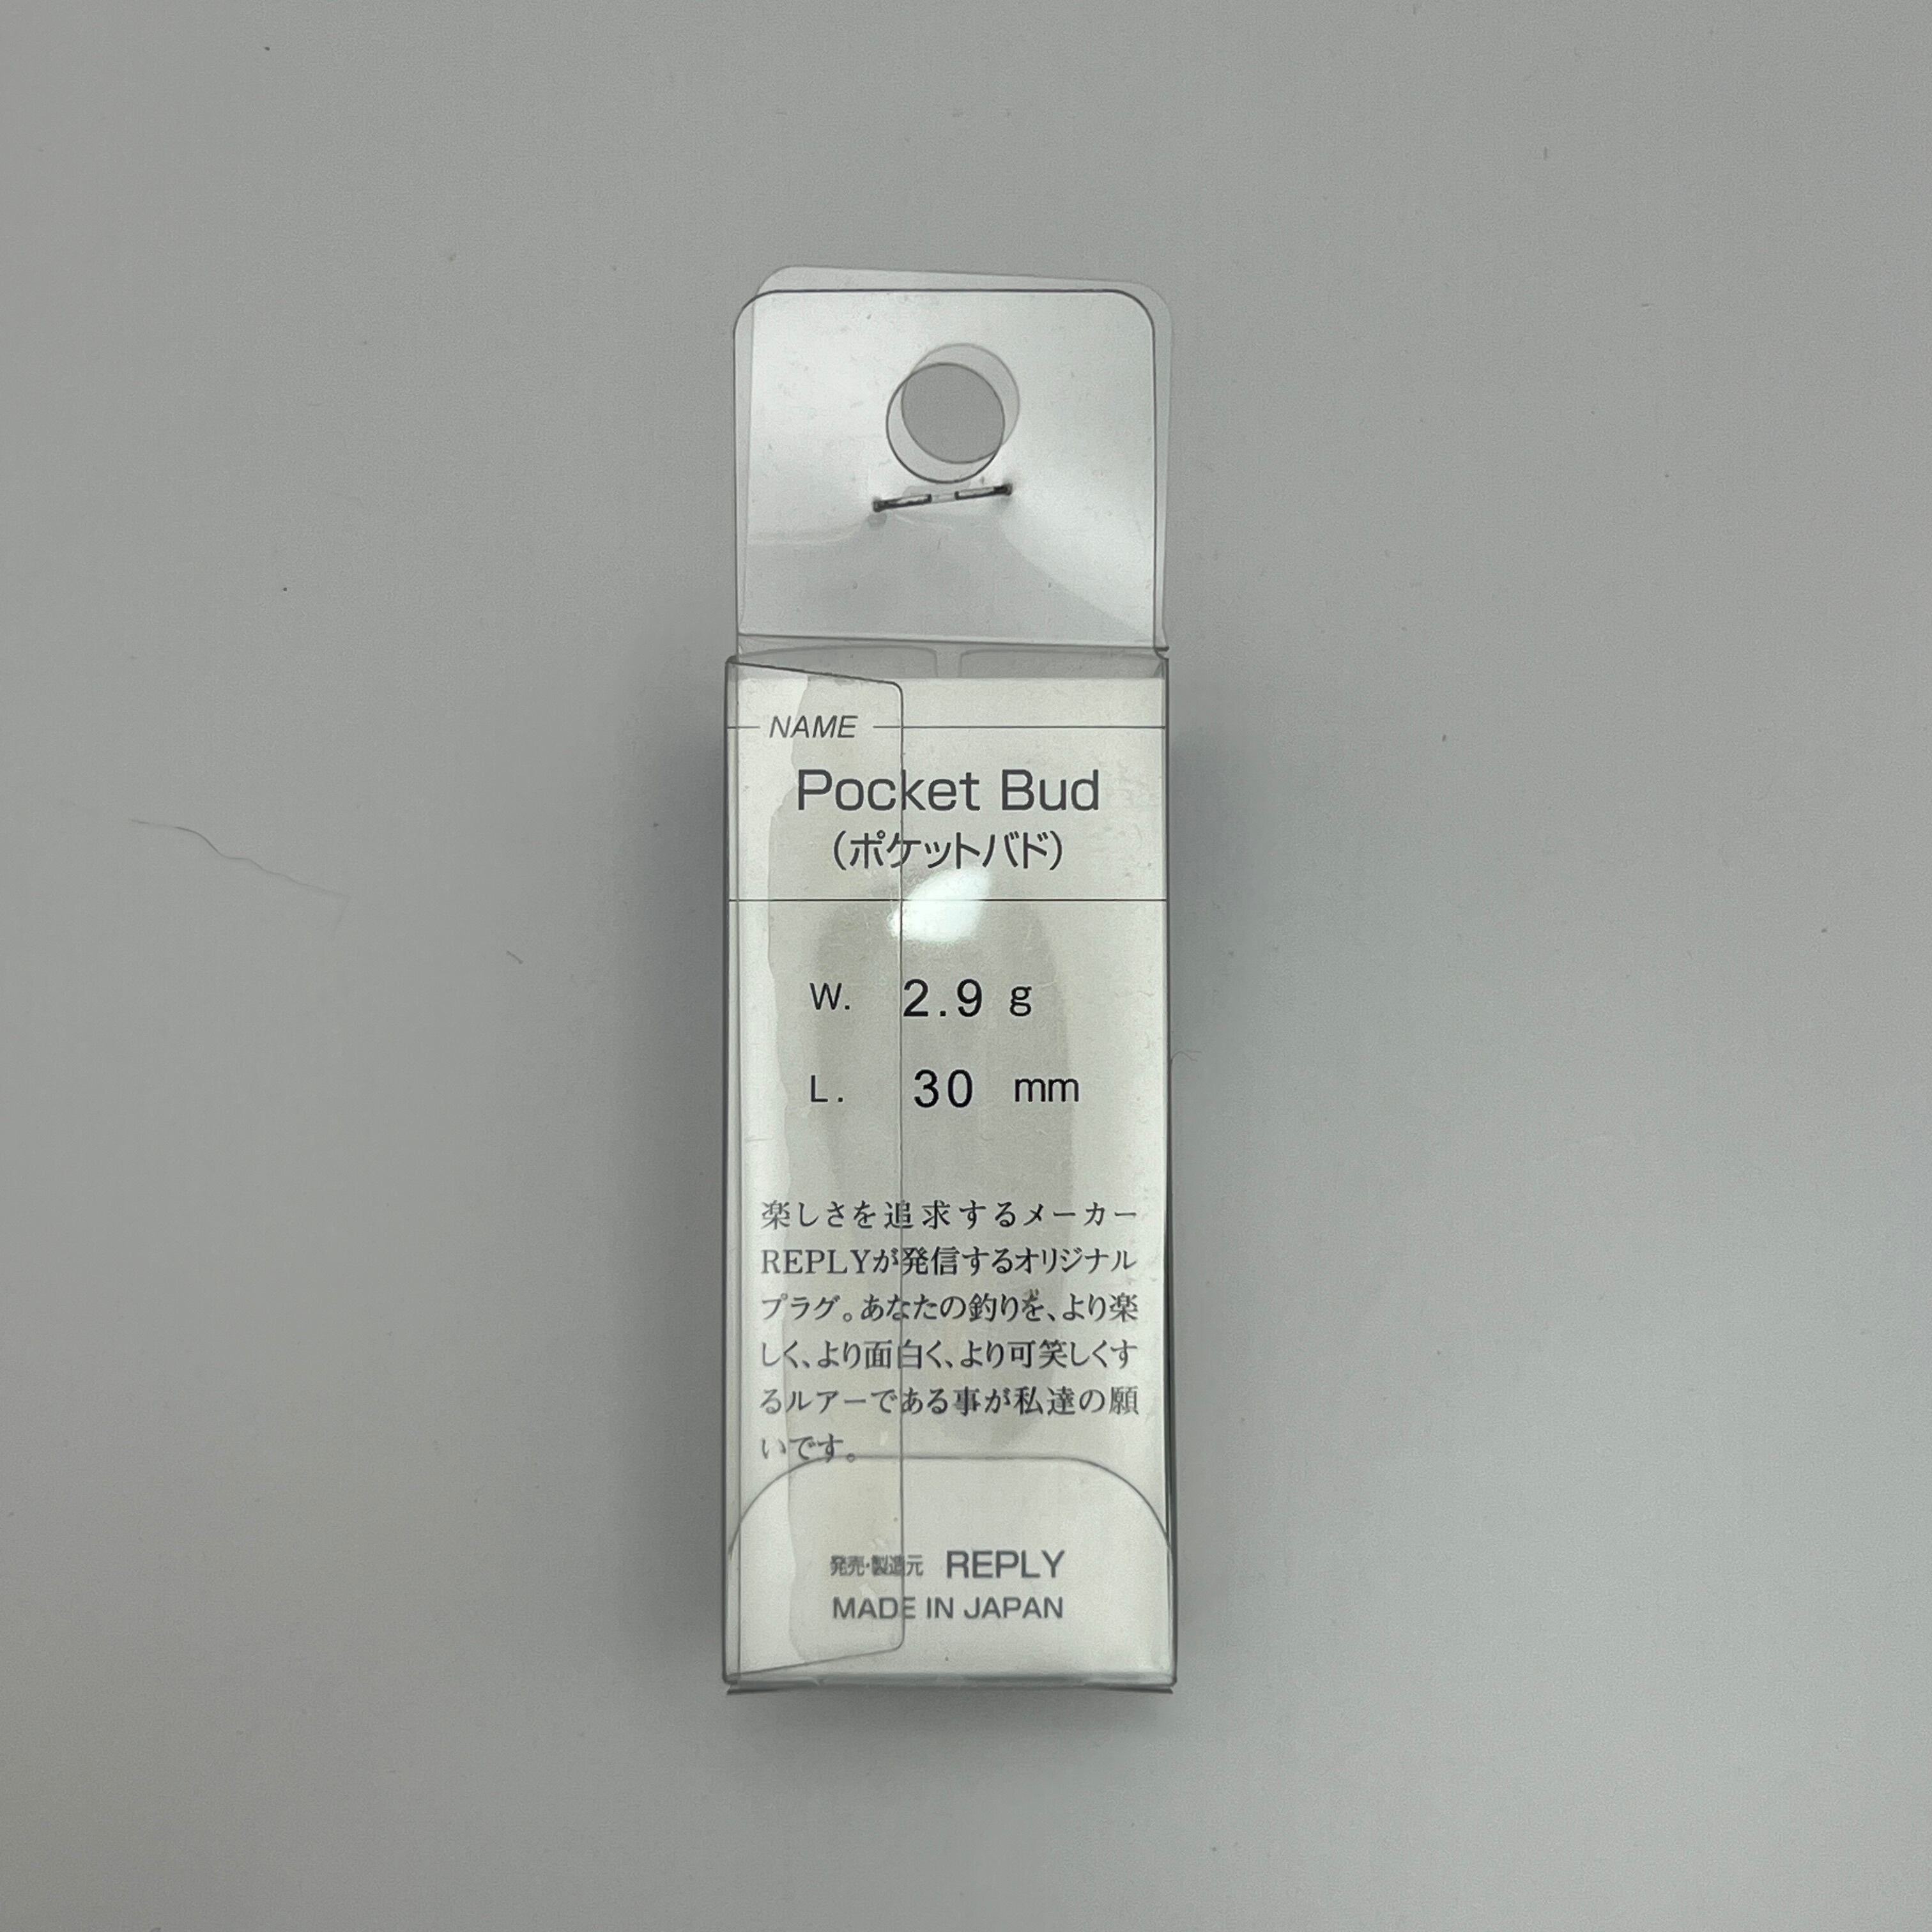 NAME
Pocket Bud
(ポケットバド)
W. 2.9 g
L. 30 mm
楽しさを追求するメーカー
REPLYが発信するオリジナル
プラグ。あなたの釣りを、より楽
しく、より面白く、より可笑しくす
るルアーである事が私達の願
いです。
発売・製造元 REPLY
MADE IN JAPAN